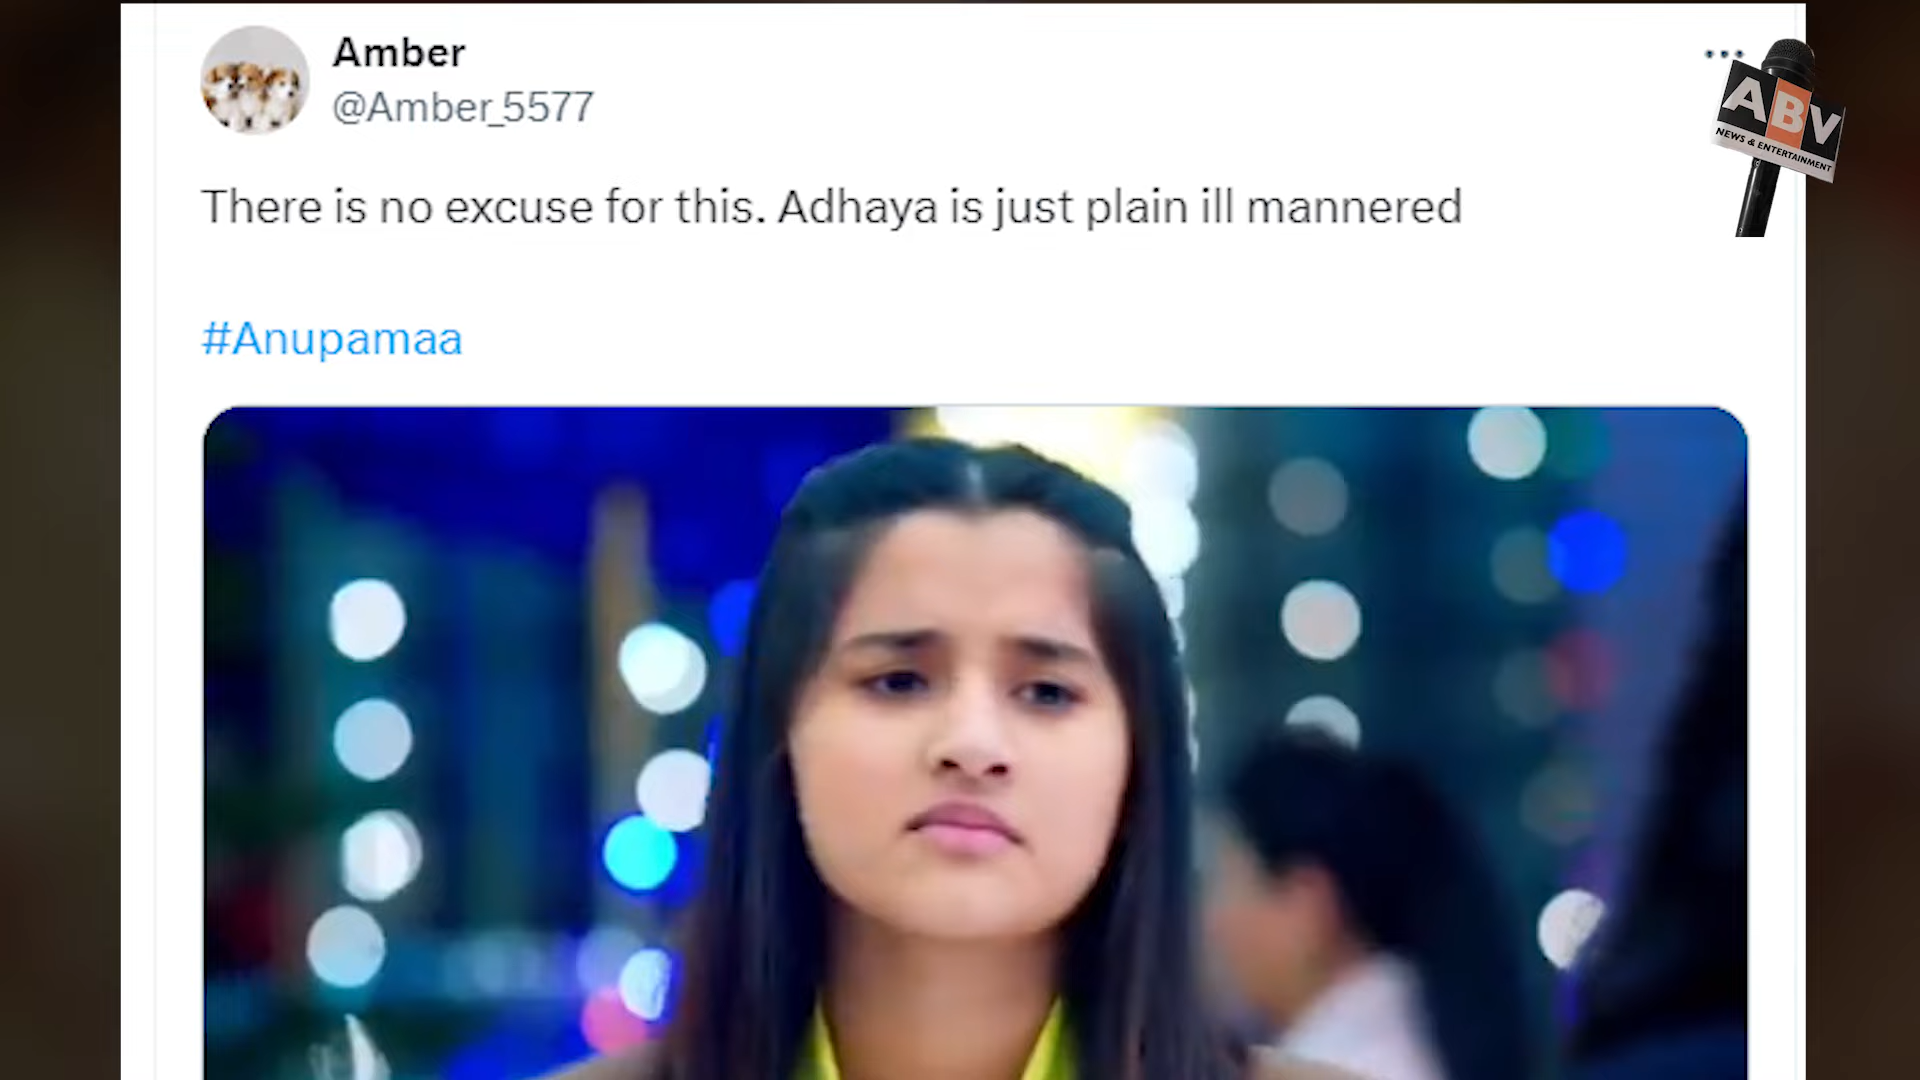 Amber
@Amber_5577
There is no excuse for this. Adhaya is just plain ill mannered
#Anupamaa
ABV
NEWS & ENTERTAINMENT